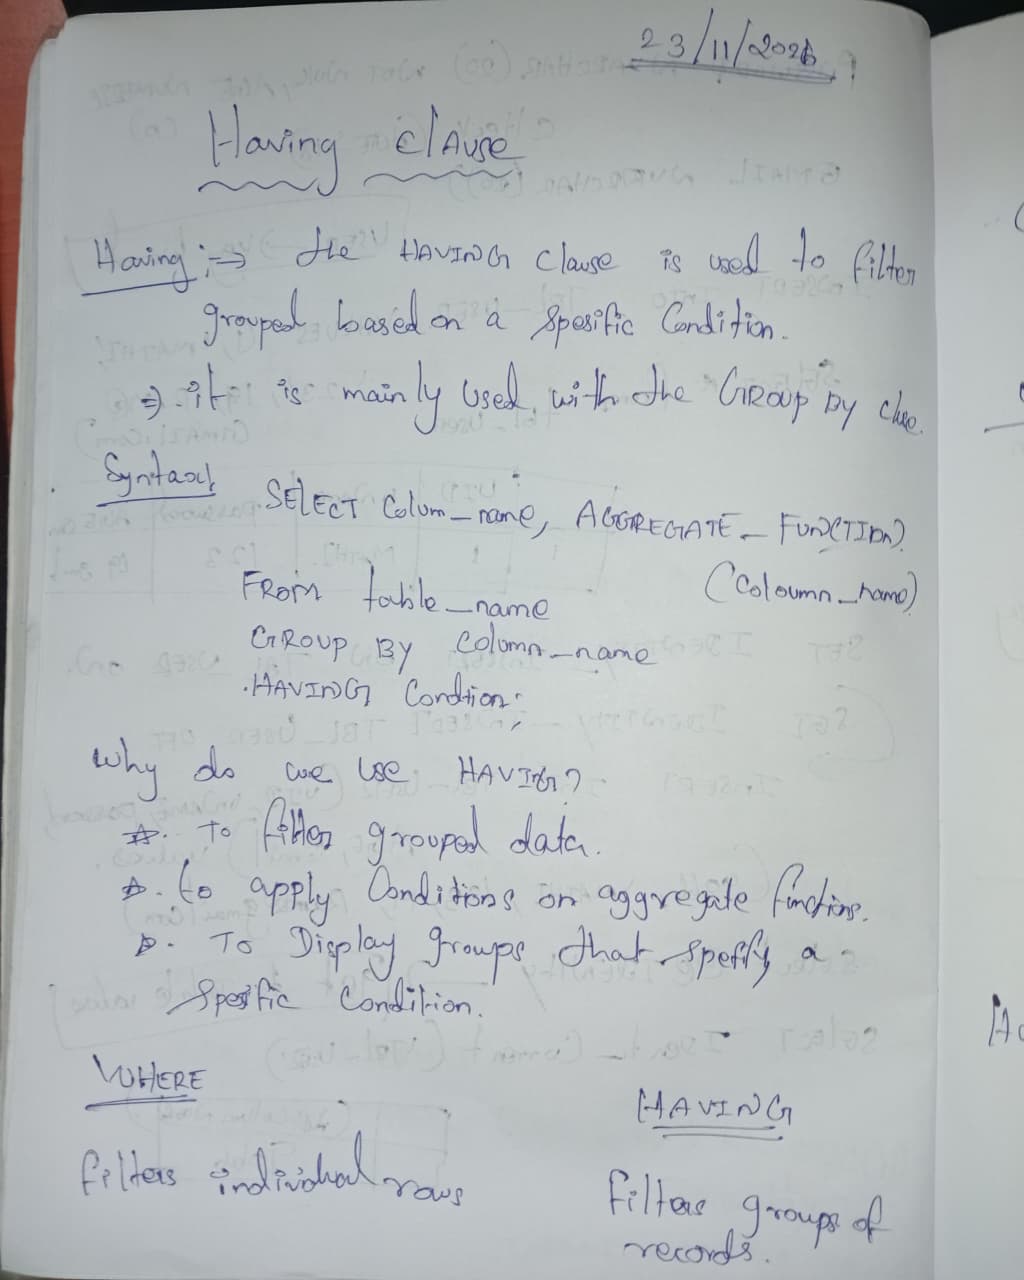 23/11/2026
Having clause
Having :→ the HAVING clause is used to filter
grouped based on a spesific Condition.
⇒ it is mainly used with the GROUP BY clue.
Syntax
SELECT Colum_name, AGGREGATE_FUNCTION)
(Coloumn_name)
From table_name
GROUP BY Column_name
HAVING Condtion;
Why do we use HAVING?
To filter grouped data.
to apply Conditions on aggregate functions.
To Display groups that speffy a
Spesific Condition.
WHERE
HAVING
filters individual rows
filters groups of
records.